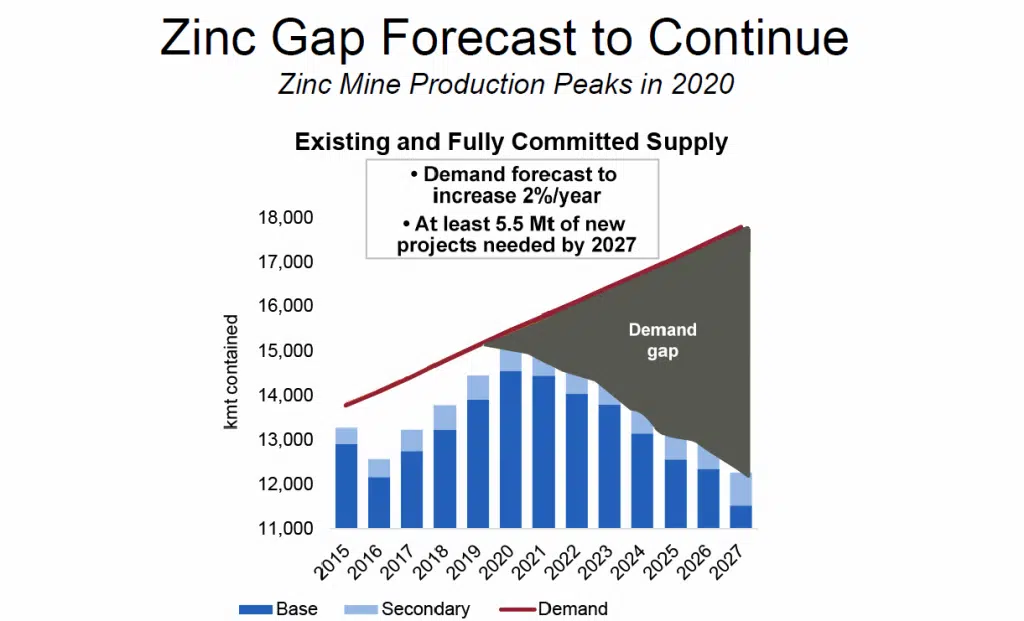 Zinc Gap Forecast to Continue
Zinc Mine Production Peaks in 2020
Existing and Fully Committed Supply
• Demand forecast to
increase 2%/year
• At least 5.5 Mt of new
projects needed by 2027
18,000
17,000
16,000
15,000
14,000
13,000
12,000
11,000
kmt contained
Demand
gap
2015
2016
2017
2018
2019
2020
2021
2022
2023
2024
2025
2026
2027
Base
Secondary
Demand